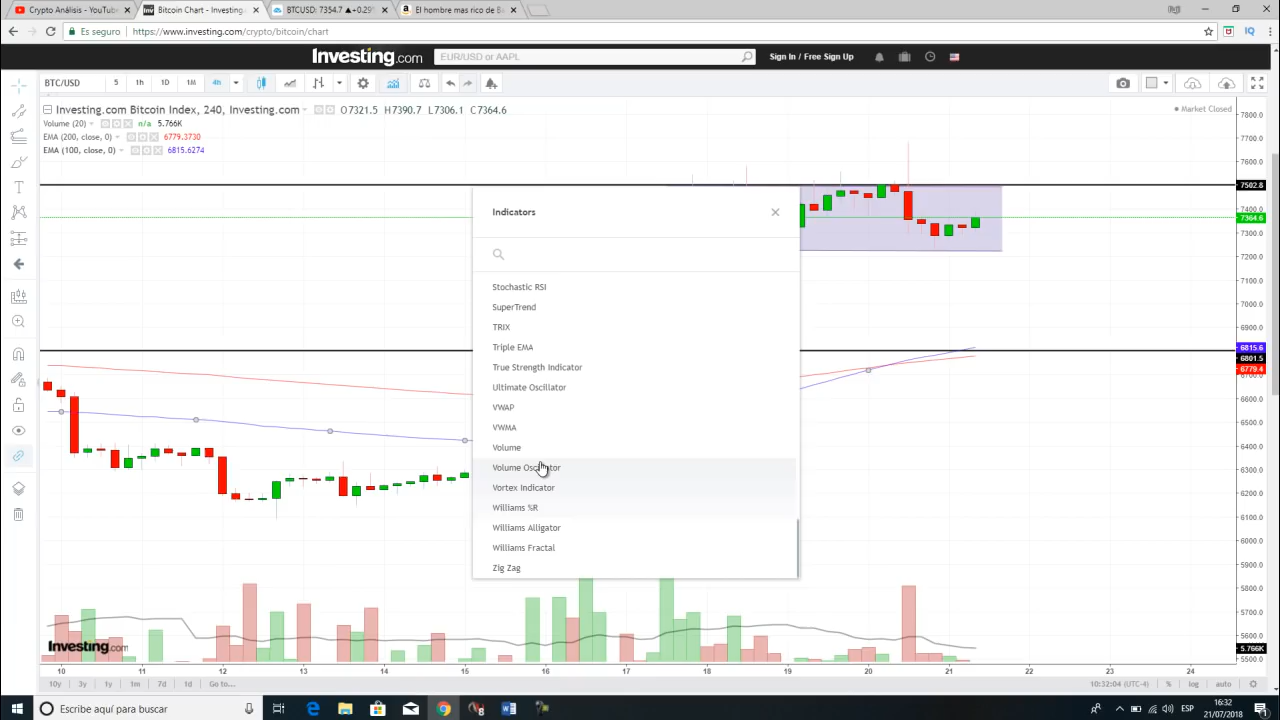 Crypto Análisis - YouTube
Bitcoin Chart - Investing.
BTCUSD: 7354.7 ▲+0.29%
El hombre mas rico de Ba
Es seguro
https://www.investing.com/crypto/bitcoin/chart
Investing.com
EUR/USD or AAPL
Sign In / Free Sign Up
BTC/USD
5
1h
1D
1M
4h
Investing.com Bitcoin Index, 240, Investing.com
O7321.5 H7390.7 L7306.1 C7364.6
Market Closed
Volume (20)
n/a 5.766K
EMA (200, close, 0)
6779.3730
EMA (100, close, 0)
6815.6274
Indicators
Stochastic RSI
SuperTrend
TRIX
Triple EMA
True Strength Indicator
Ultimate Oscillator
VWAP
VWMA
Volume
Volume Oscillator
Vortex Indicator
Williams %R
Williams Alligator
Williams Fractal
Zig Zag
7800.0
7700.0
7600.0
7502.8
7400.0
7364.6
7300.0
7200.0
7100.0
7000.0
6900.0
6815.6
6801.5
6779.4
6600.0
6500.0
6400.0
6300.0
6200.0
6100.0
6000.0
5900.0
5800.0
5700.0
5600.0
5.766K
5500.0
Investing.com
10 11 12 13 14 15 16 17 18 19 20 21 22 23 24
10y 3y 1y 1m 7d 1d Go to...
10:32:04 (UTC-4) % log auto
Escribe aquí para buscar
ESP
16:32
21/07/2018